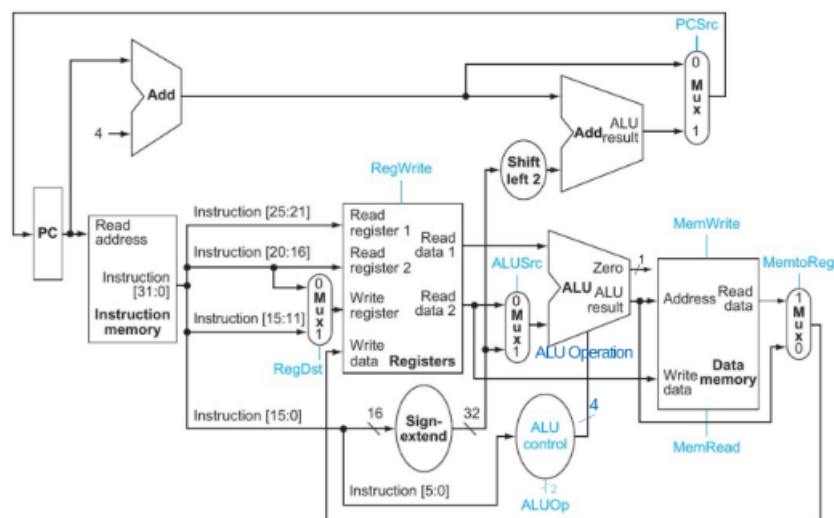 PCSrc
0
M
u
x
1
Add
4
Add
ALU
result
Shift
left 2
RegWrite
PC
Read
address
Instruction
[31:0]
Instruction
memory
Instruction [25:21]
Instruction [20:16]
Instruction [15:11]
Instruction [15:0]
Instruction [5:0]
0
M
u
x
1
RegDst
Read
register 1
Read
register 2
Write
register
Write
data
Read
data 1
Read
data 2
Registers
ALUSrc
0
M
u
x
1
Zero
1
ALU
ALU
result
ALU Operation
MemWrite
Address
Read
data
Write
data
Data
memory
MemRead
MemtoReg
1
M
u
x
0
16
Sign-
extend
32
ALU
control
4
2
ALUOp